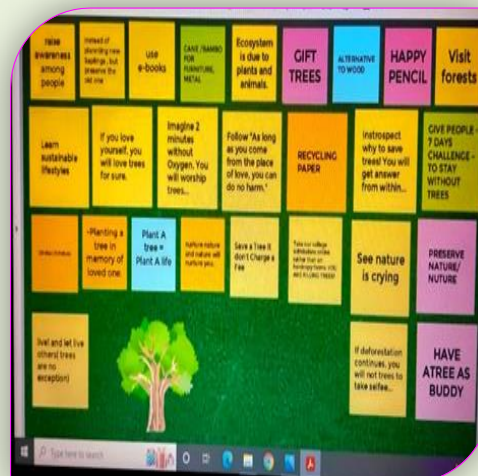 raise
awareness
among
people
instead of
planting new
saplings, but
preserve the
old one
use
e-books
CANE /BAMBO
FOR
FURNITURE,
METAL
Ecosystem
is due to
plants and
animals.
GIFT
TREES
ALTERNATIVE
TO WOOD
HAPPY
PENCIL
Visit
forests
Learn
sustainable
lifestyles
If you love
yourself, you
will love trees
for sure.
Imagine 2
minutes
without
Oxygen. You
will worship
trees...
Follow "As long
as you come
from the place
of love, you can
do no harm."
RECYCLING
PAPER
Instrospect
why to save
trees! You will
get answer
from within...
GIVE PEOPLE -
7 DAYS
CHALLENGE -
TO STAY
WITHOUT
TREES
-Planting a
tree in
memory of
loved one.
Plant A
tree =
Plant A life
Nurture nature
and nature will
nurture you.
Save a Tree it
don't Charge a
Fee
Take our college
See nature
is crying
PRESERVE
NATURE/
NUTURE
live! and let live
others( trees
are no
exception)
If deforestation
continues, you
will not trees to
take selfee...
HAVE
ATREE AS
BUDDY
Type here to search